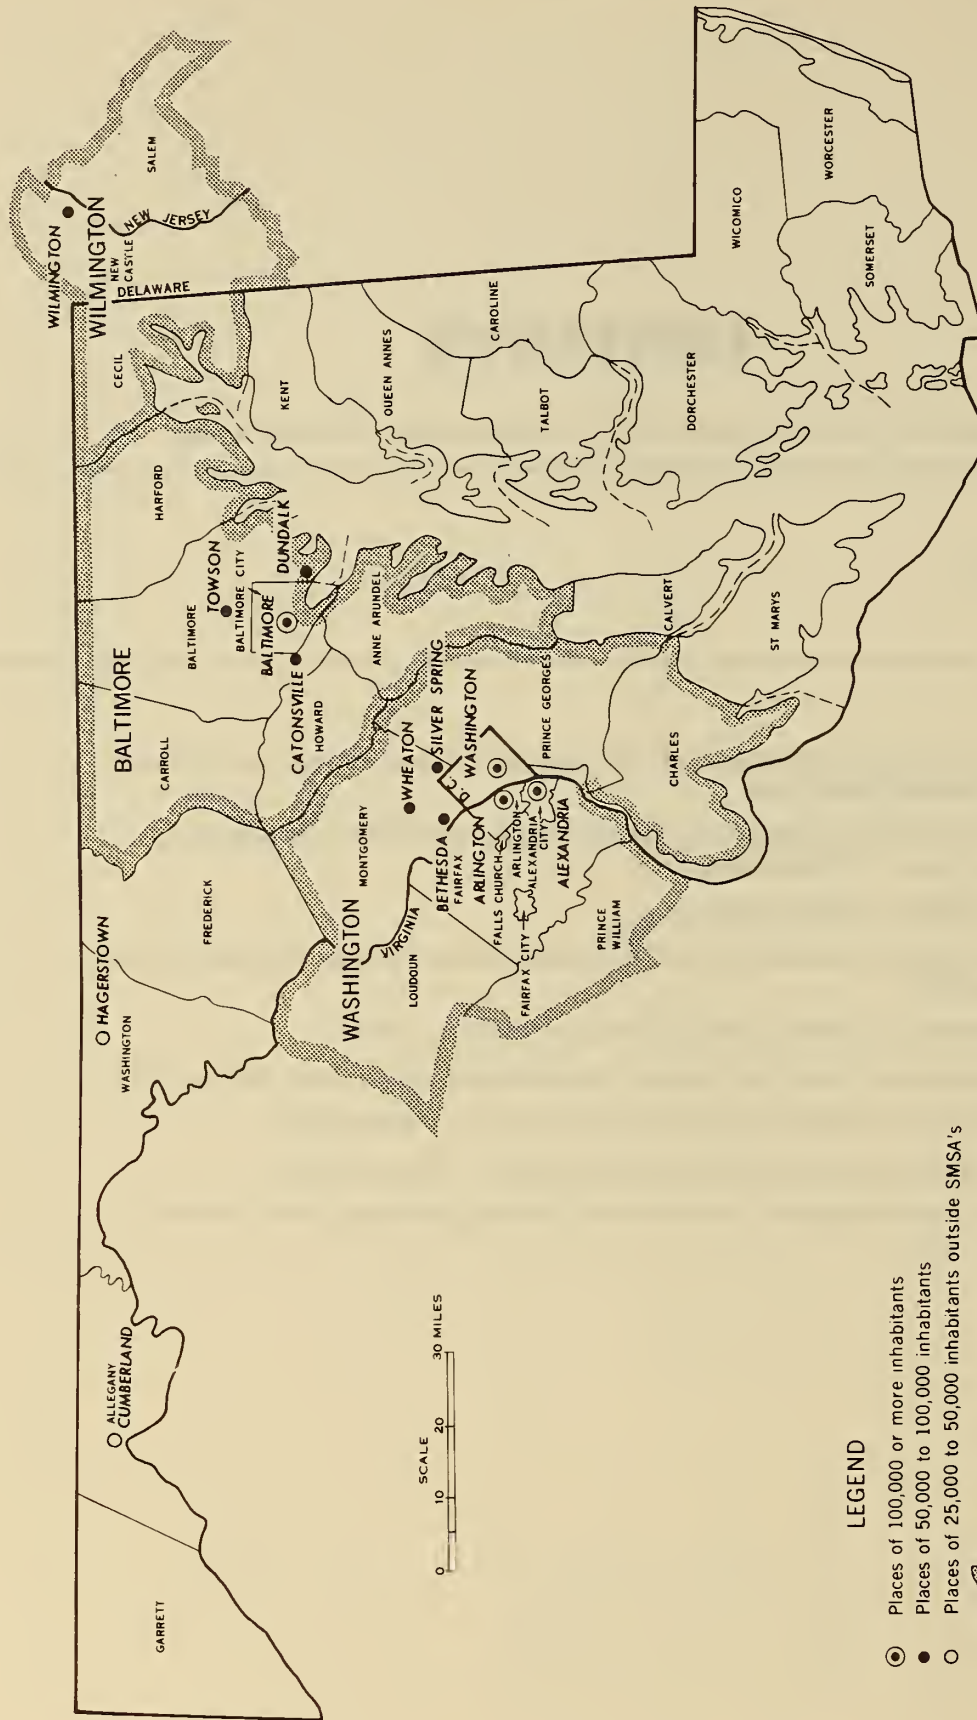 WILMINGTON
WILMINGTON
NEW
CASTLE
NEW JERSEY
SALEM
DELAWARE
CECIL
HARFORD
KENT
QUEEN ANNES
CAROLINE
TALBOT
DORCHESTER
WICOMICO
WORCESTER
SOMERSET
BALTIMORE
CARROLL
BALTIMORE
TOWSON
BALTIMORE CITY
BALTIMORE
DUNDALK
CATONSVILLE
HOWARD
ANNE ARUNDEL
CALVERT
ST MARYS
HAGERSTOWN
WASHINGTON
FREDERICK
WASHINGTON
MONTGOMERY
WHEATON
SILVER SPRING
WASHINGTON
D. C.
PRINCE GEORGES
CHARLES
BETHESDA
FAIRFAX
VIRGINIA
LOUDOUN
ARLINGTON
FALLS CHURCH
ARLINGTON
ALEXANDRIA
CITY
ALEXANDRIA
FAIRFAX CITY
PRINCE
WILLIAM
ALLEGANY
CUMBERLAND
GARRETT
SCALE
0 10 20 30 MILES
LEGEND
Places of 100,000 or more inhabitants
Places of 50,000 to 100,000 inhabitants
Places of 25,000 to 50,000 inhabitants outside SMSA's